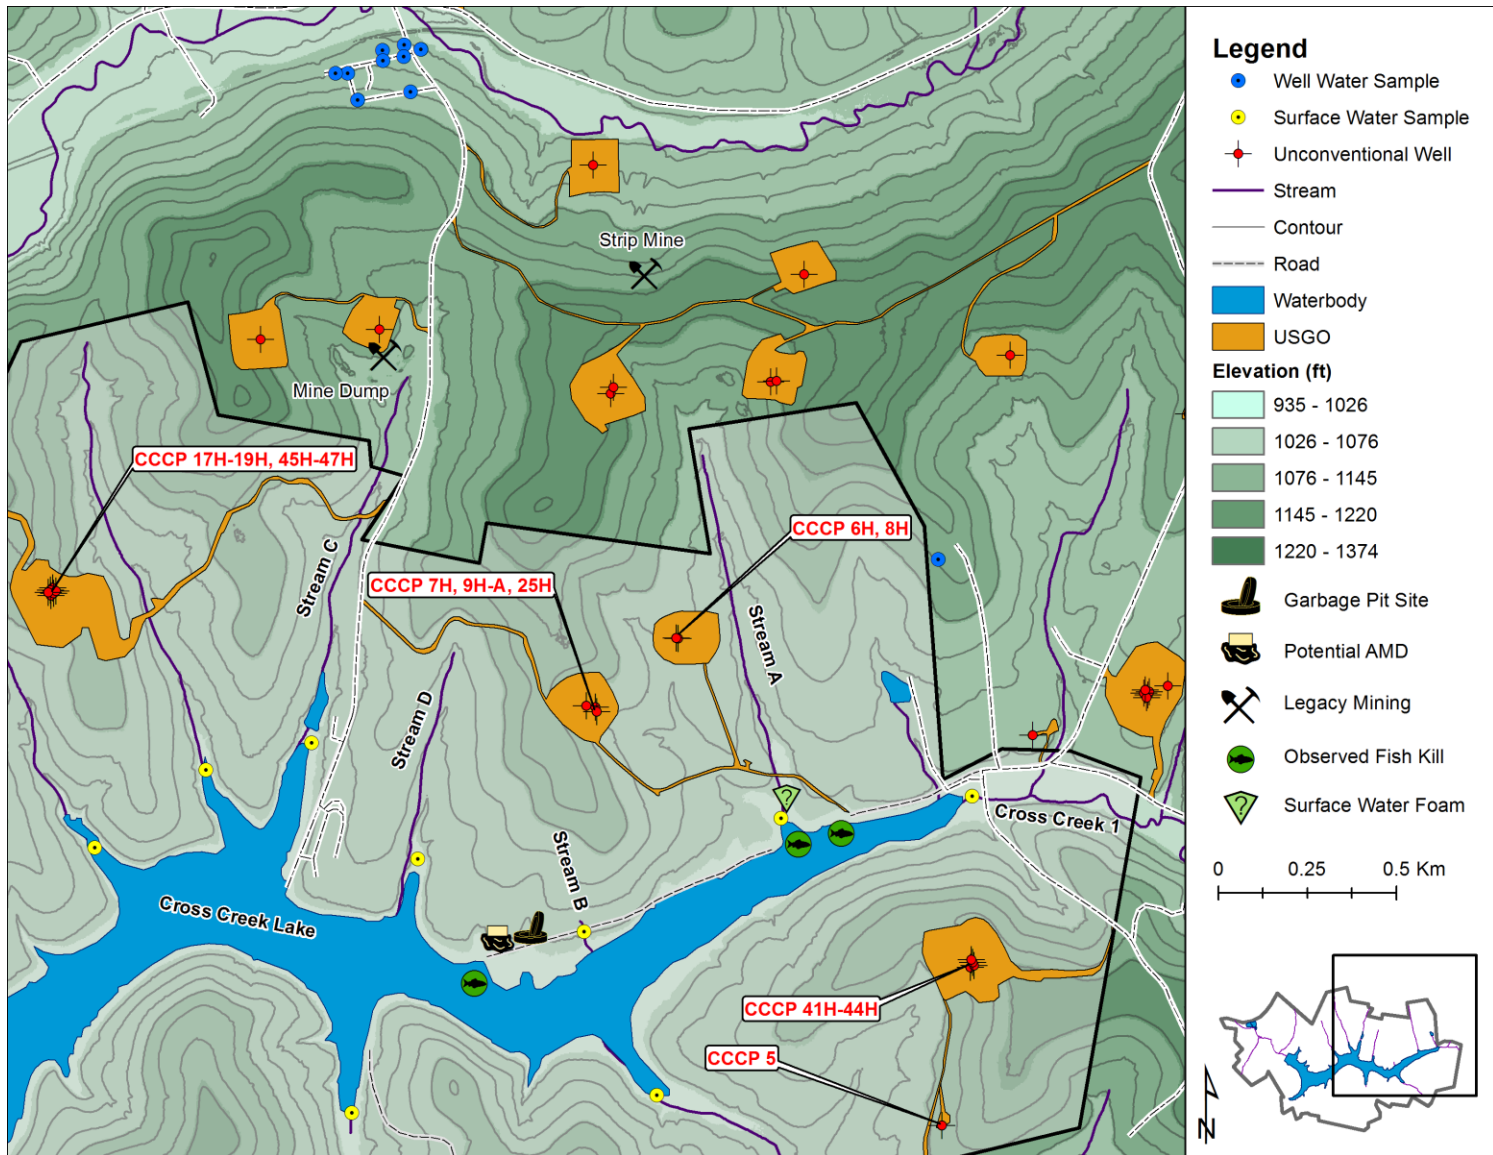 Strip Mine
Mine Dump
CCCP 17H-19H, 45H-47H
CCCP 6H, 8H
CCCP 7H, 9H-A, 25H
Stream C
Stream A
Stream D
Stream B
Cross Creek 1
Cross Creek Lake
CCCP 41H-44H
CCCP 5
?
Legend
Well Water Sample
Surface Water Sample
Unconventional Well
Stream
Contour
Road
Waterbody
USGO
Elevation (ft)
935 - 1026
1026 - 1076
1076 - 1145
1145 - 1220
1220 - 1374
Garbage Pit Site
Potential AMD
Legacy Mining
Observed Fish Kill
? Surface Water Foam
0 0.25 0.5 Km
N